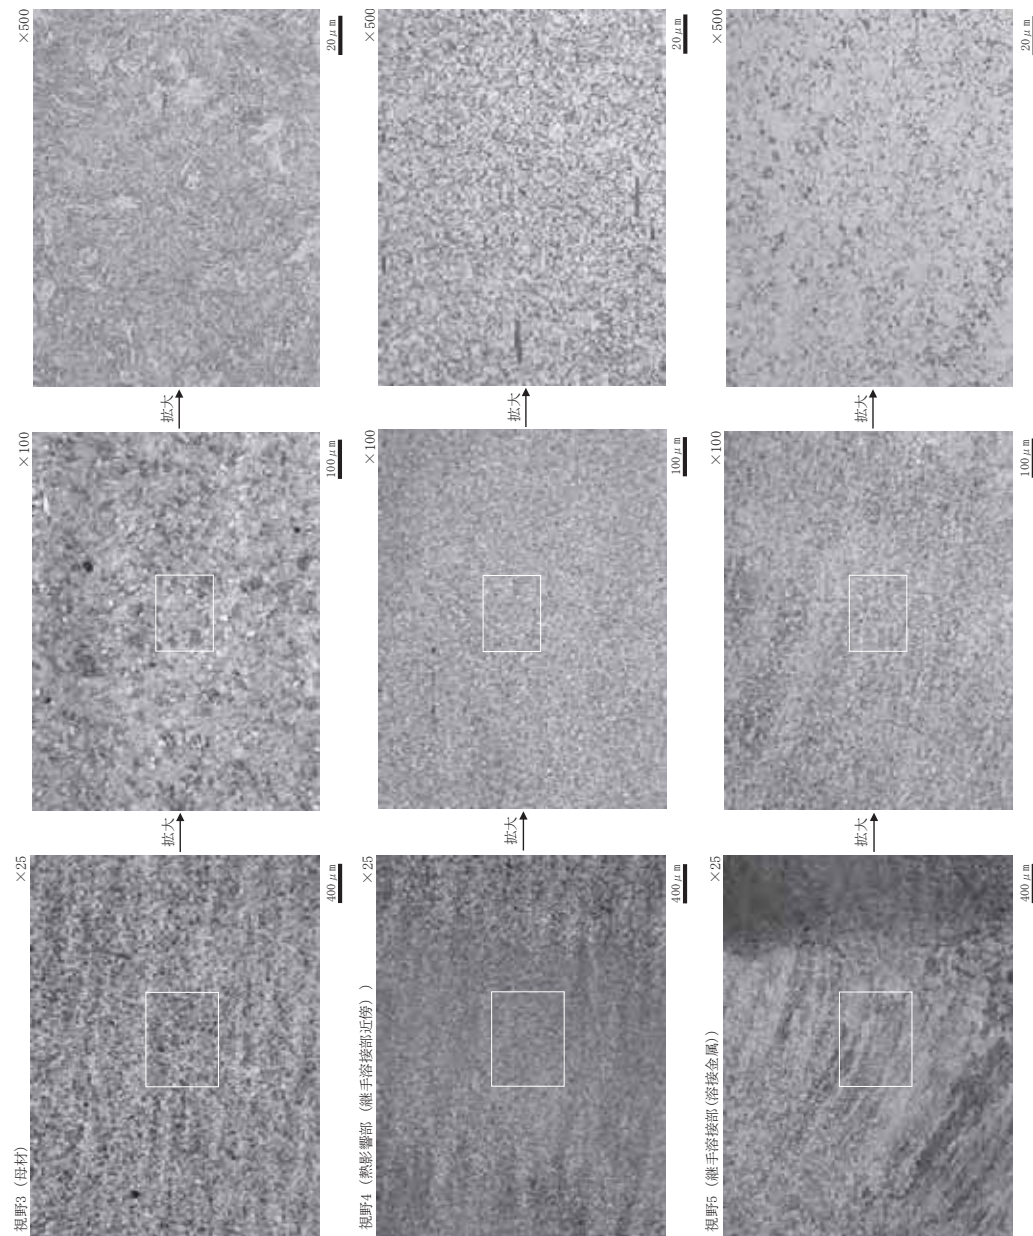 視野3 (母材)
×25
400μm
拡大
×100
100μm
拡大
×500
20μm
視野4 (熱影響部 (継手溶接部近傍))
×25
400μm
拡大
×100
100μm
拡大
×500
20μm
視野5 (継手溶接部(溶接金属))
×25
400μm
拡大
×100
100μm
拡大
×500
20μm